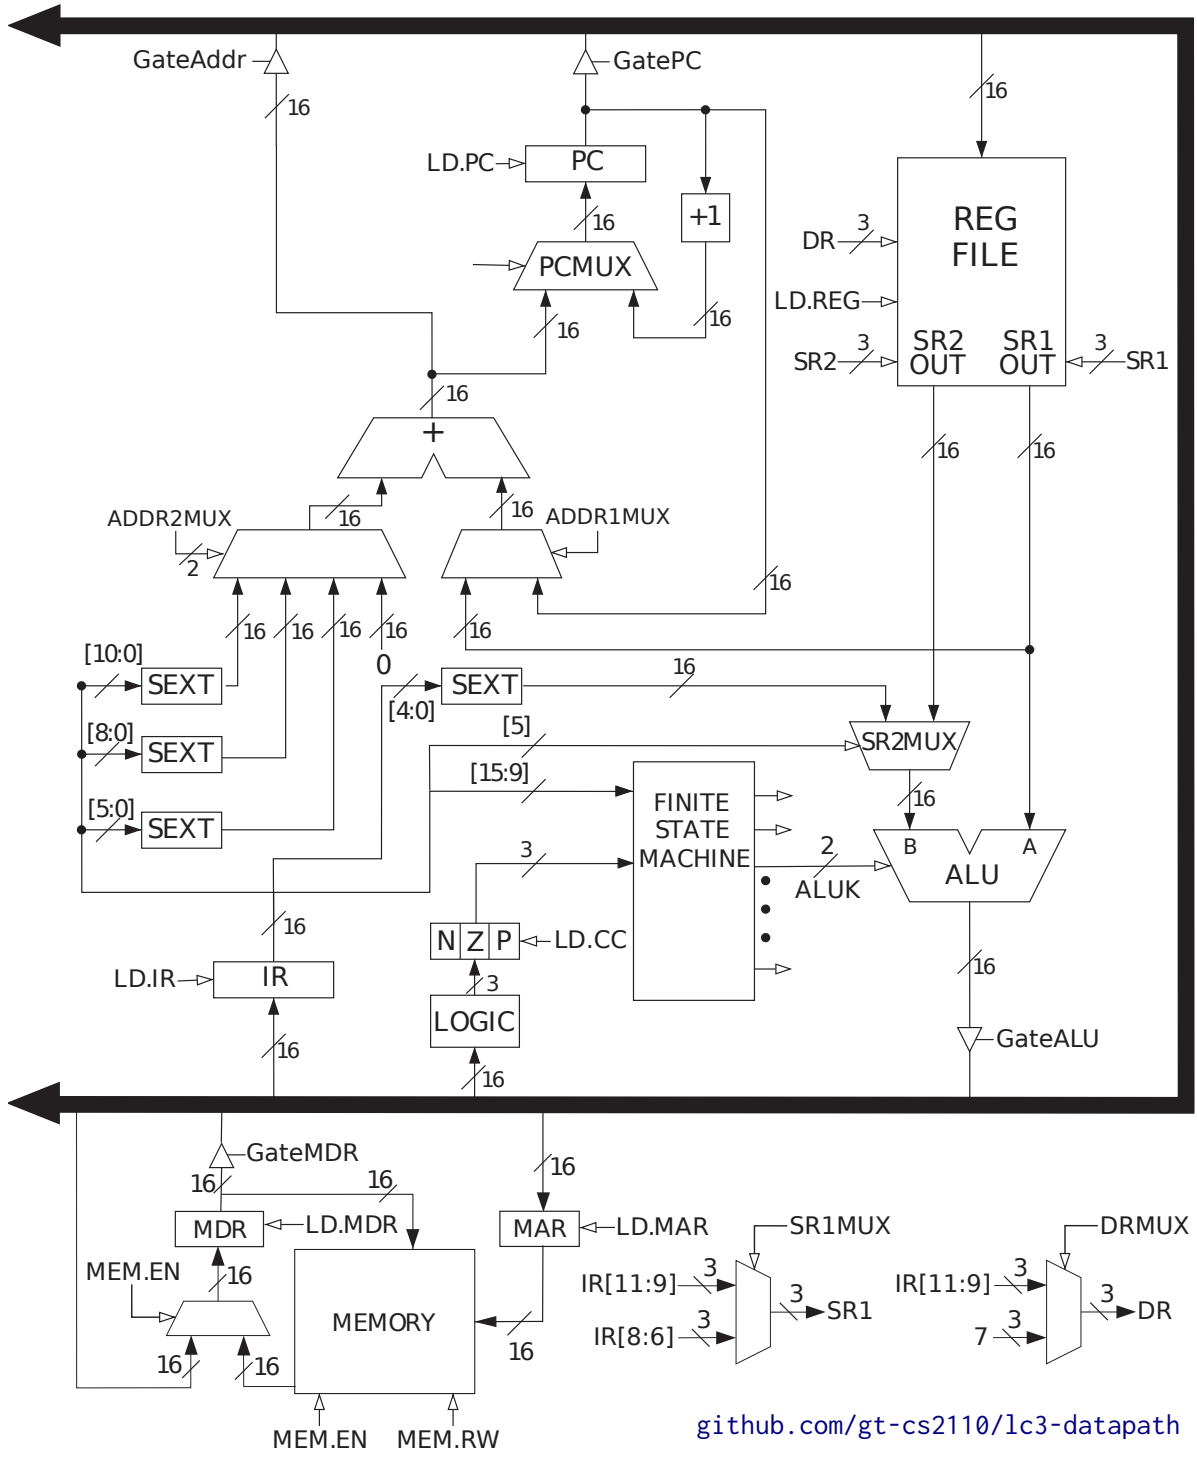 GateAddr
GatePC
16
16
LD.PC
PC
16
+1
PCMUX
16
16
REG
FILE
DR
3
LD.REG
SR2
3
SR2
OUT
SR1
OUT
3
SR1
16
+
16
16
ADDR2MUX
2
16
16
ADDR1MUX
16
16
16
16
16
16
0
[10:0]
SEXT
[8:0]
SEXT
[5:0]
SEXT
[4:0]
SEXT
16
[5]
SR2MUX
[15:9]
16
FINITE
STATE
MACHINE
3
2
ALUK
B
A
ALU
16
N Z P
LD.CC
3
LOGIC
16
16
LD.IR
IR
16
16
GateALU
GateMDR
16
16
MDR
LD.MDR
MEM.EN
16
16
16
MEMORY
MEM.EN
MEM.RW
16
MAR
LD.MAR
16
SR1MUX
IR[11:9]
3
IR[8:6]
3
3
SR1
DRMUX
IR[11:9]
3
7
3
3
DR
github.com/gt-cs2110/lc3-datapath